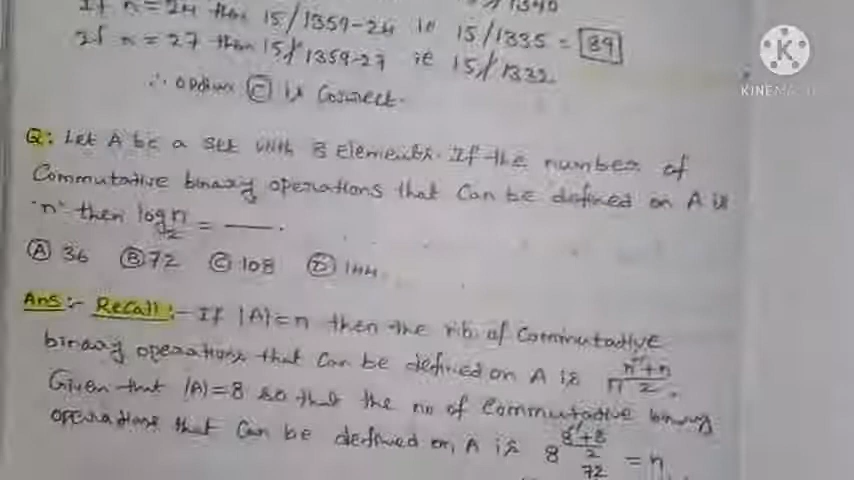 If n = 24 then 15/1359-24 ie 15/1335 = 89
If n = 27 then 15/1359-27 ie 15/1332
∴ option Ⓒ is Correct.
KINEMA
Q: Let A be a set with 8 elements. If the number of
Commutative binary operations that Can be defined on A is
"n" then log₂n = ___.
Ⓐ 36 Ⓑ 72 Ⓒ 108 Ⓓ 144
Ans:- Recall:- If |A|=n then the no. of Commutative
binary operations that can be defined on A is n^((n²+n)/2).
Given that |A|=8 so that the no of Commutative binary
operations that Can be defined on A is 8^((8²+8)/2) = n
72